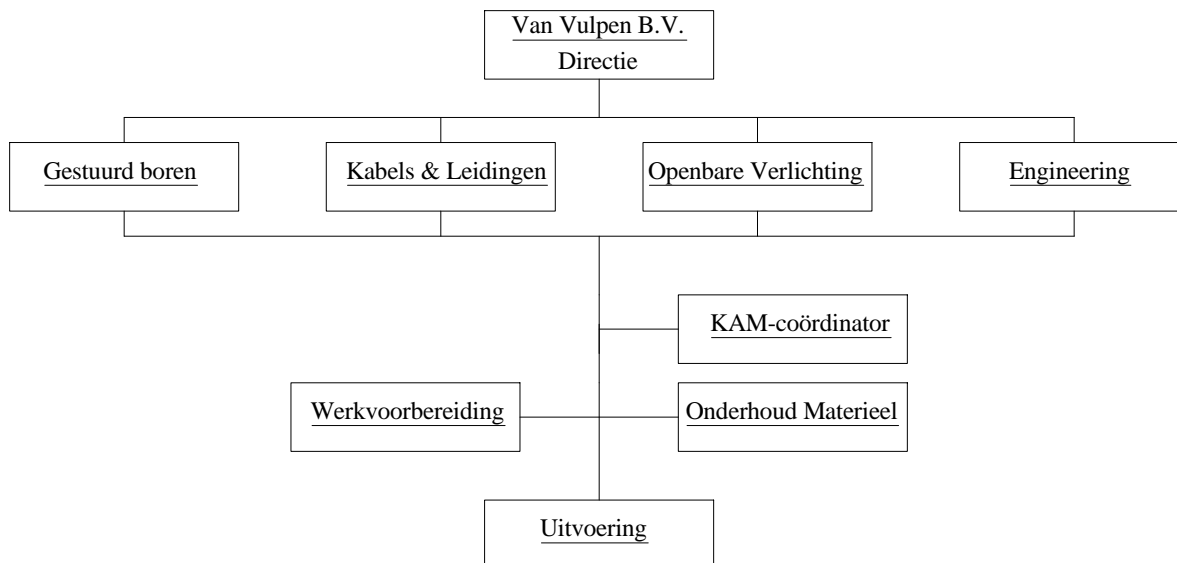 Van Vulpen B.V.
Directie
Gestuurd boren
Kabels & Leidingen
Openbare Verlichting
Engineering
KAM-coördinator
Werkvoorbereiding
Onderhoud Materieel
Uitvoering